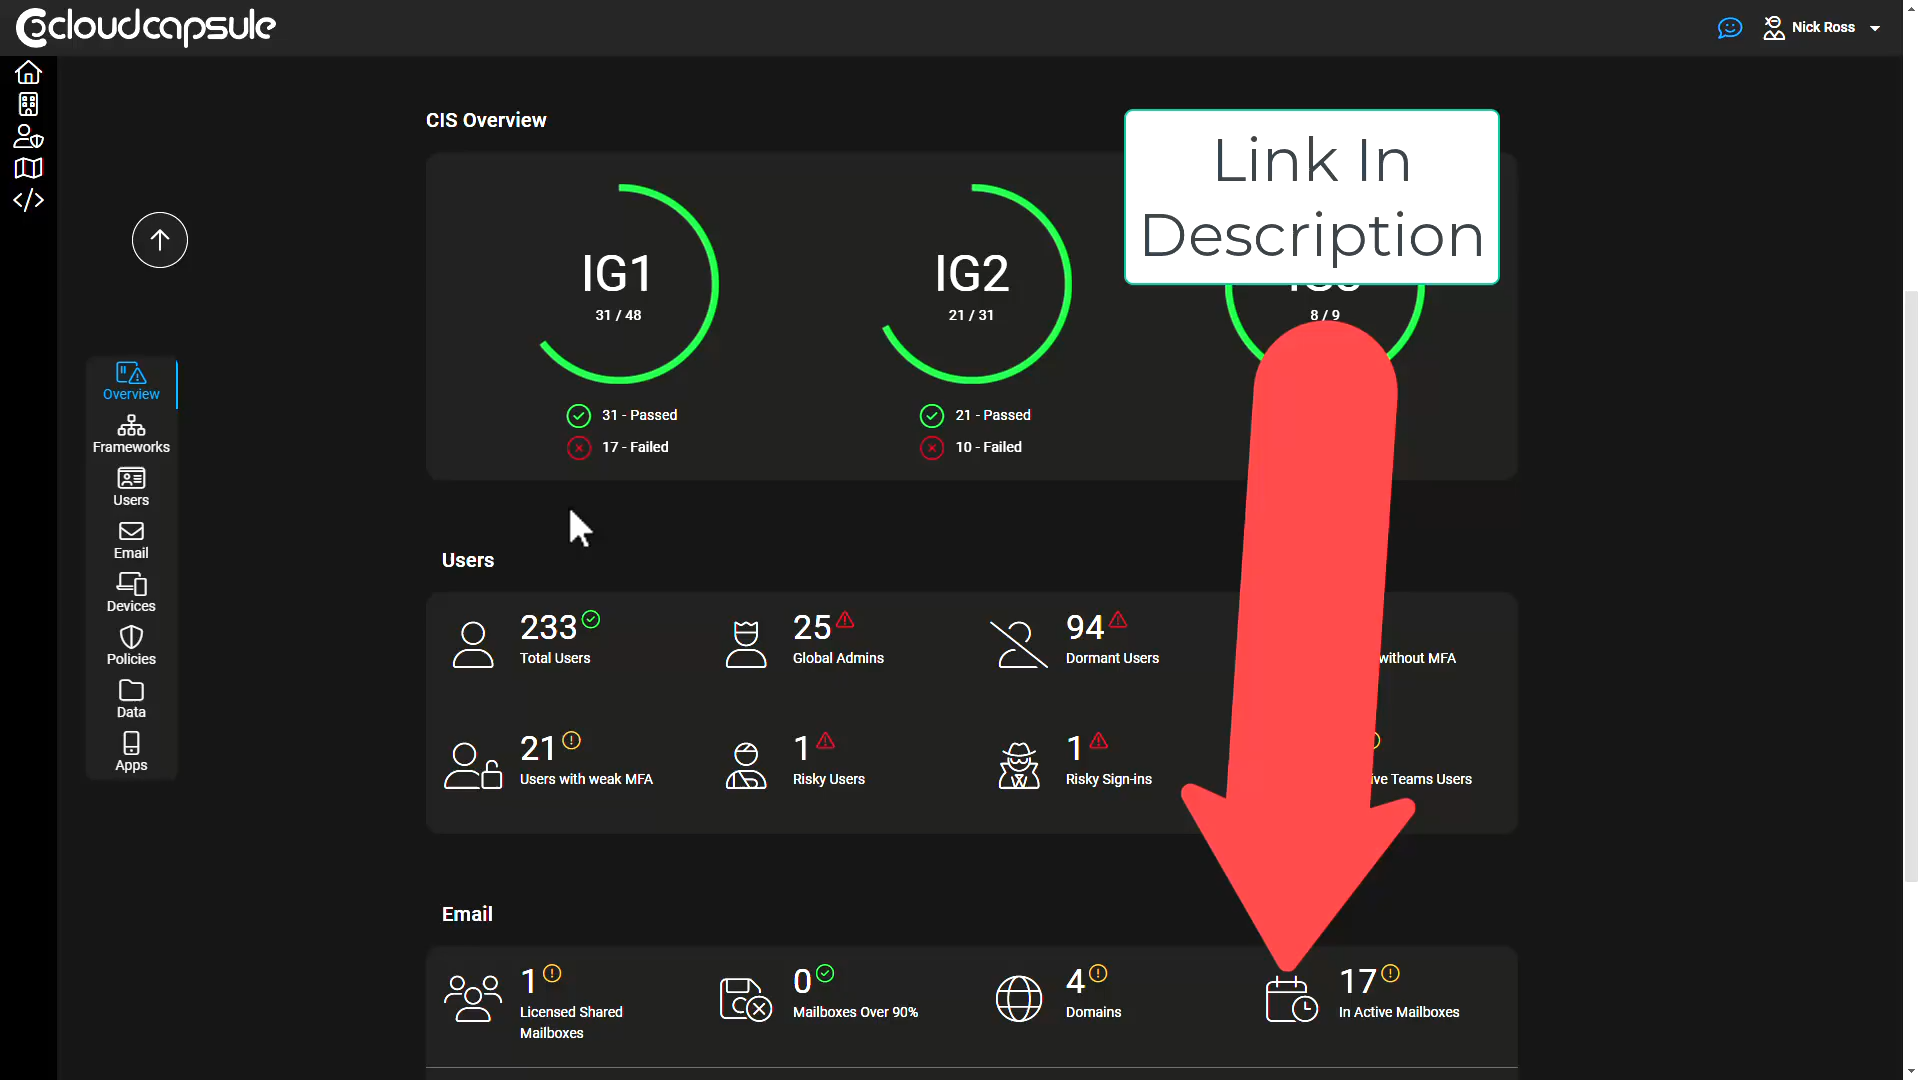 cloudcapsule
Nick Ross
CIS Overview
Link In
Description
IG1
31 / 48
IG2
21 / 31
8 / 9
31 - Passed
17 - Failed
21 - Passed
10 - Failed
Overview
Frameworks
Users
Email
Devices
Policies
Data
Apps
Users
233
Total Users
25
Global Admins
94
Dormant Users
without MFA
21
Users with weak MFA
1
Risky Users
1
Risky Sign-ins
ive Teams Users
Email
1
Licensed Shared
Mailboxes
0
Mailboxes Over 90%
4
Domains
17
In Active Mailboxes